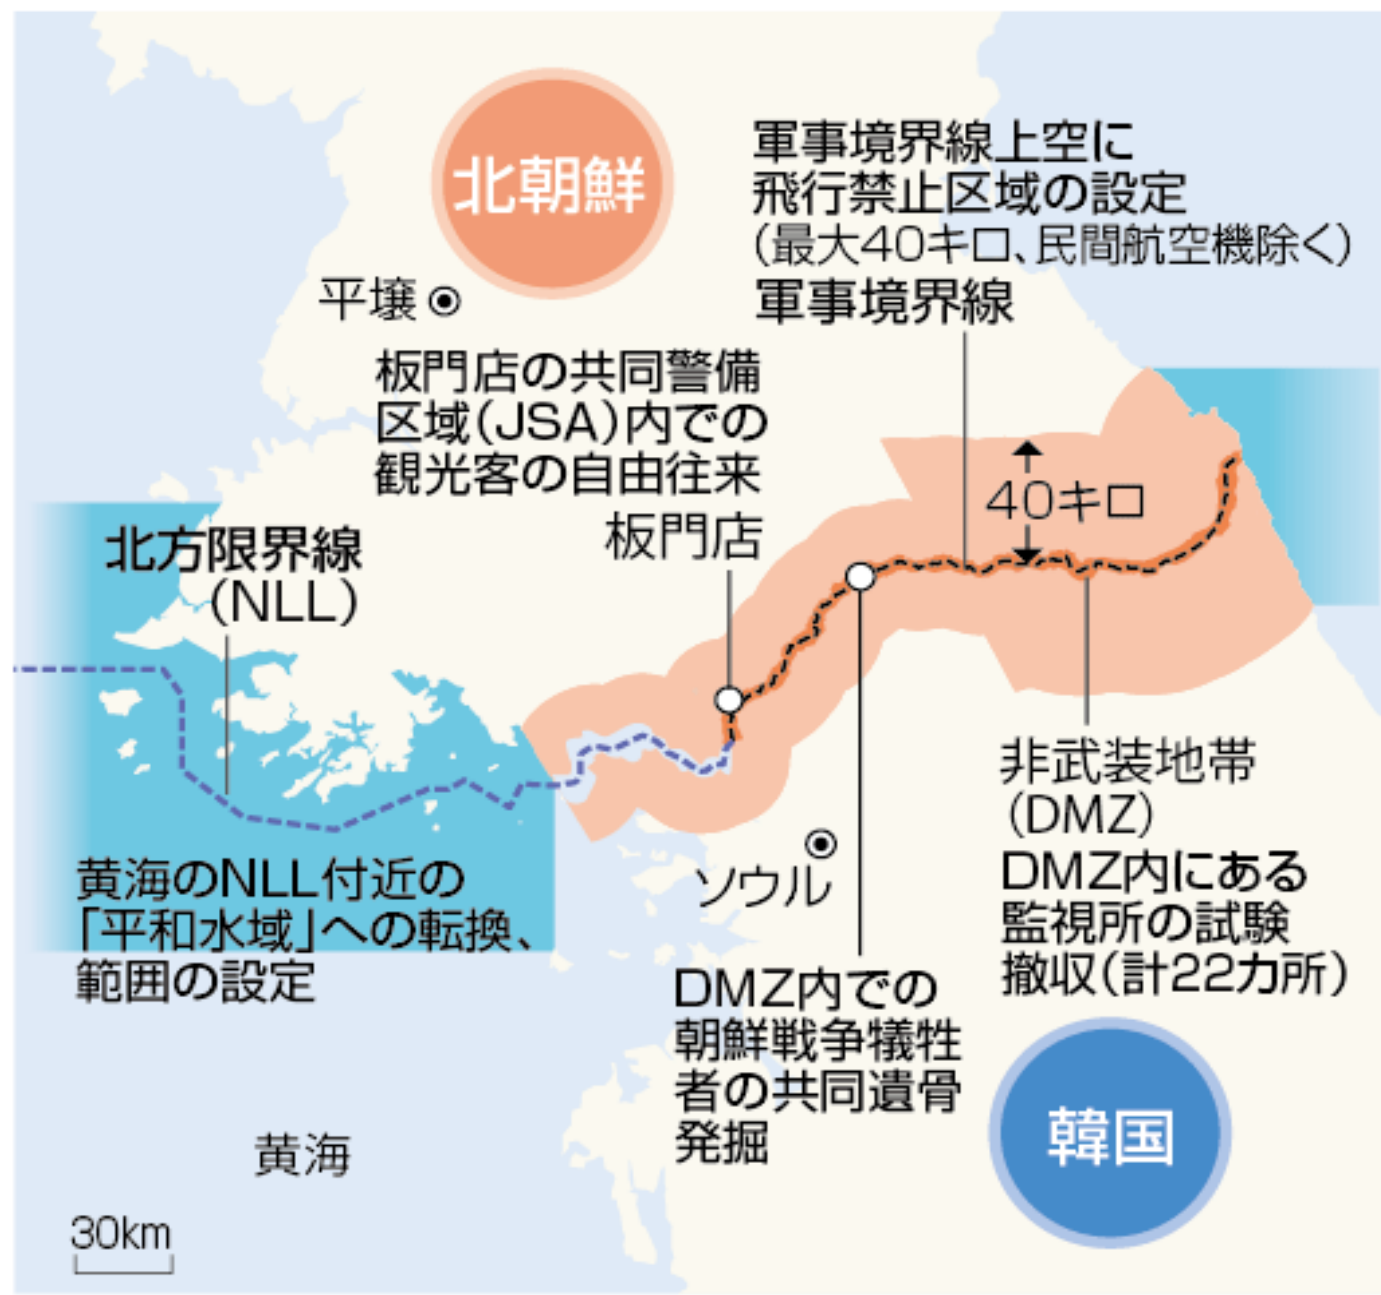 北朝鮮
軍事境界線上空に
飛行禁止区域の設定
(最大40キロ、民間航空機除く)
軍事境界線
平壌
板門店の共同警備
区域(JSA)内での
観光客の自由往来
板門店
40キロ
北方限界線
(NLL)
非武装地帯
(DMZ)
DMZ内にある
監視所の試験
撤収(計22カ所)
ソウル
黄海のNLL付近の
「平和水域」への転換、
範囲の設定
DMZ内での
朝鮮戦争犠牲
者の共同遺骨
発掘
韓国
黄海
30km